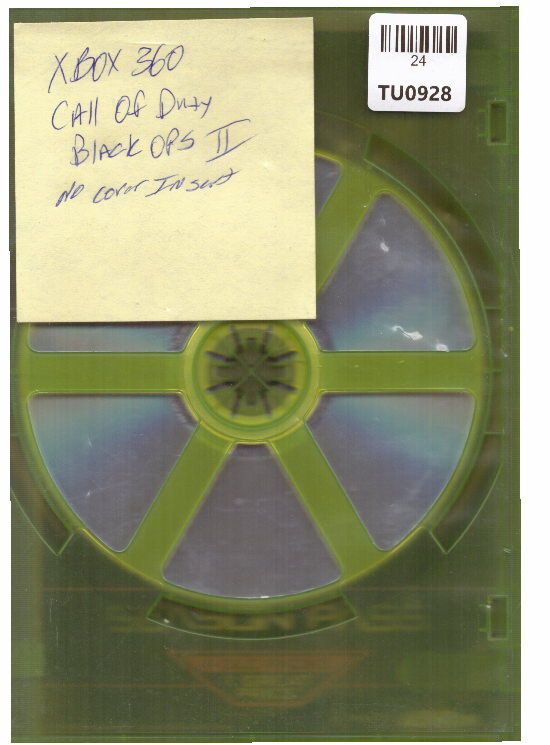 XBOX 360
Call Of Duty
Black OPS II
No cover Insert
24
TU0928